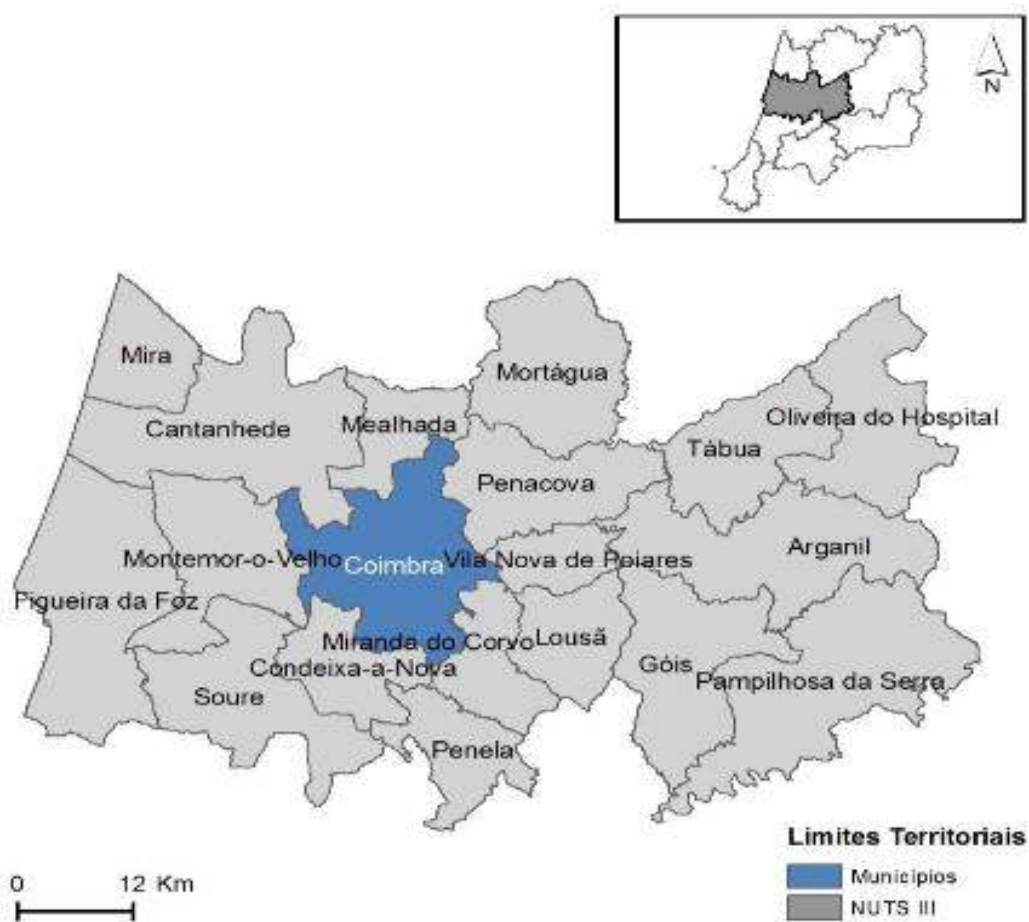 N
Mira
Mortágua
Cantanhede
Mealhada
Oliveira do Hospital
Tábua
Penacova
Montemor-o-Velho
Coimbra
Vila Nova de Poiares
Arganil
Figueira da Foz
Miranda do Corvo
Lousã
Condeixa-a-Nova
Góis
Soure
Pampilhosa da Serra
Penela
Limites Territoriais
0 12 Km
Municípios
NUTS III